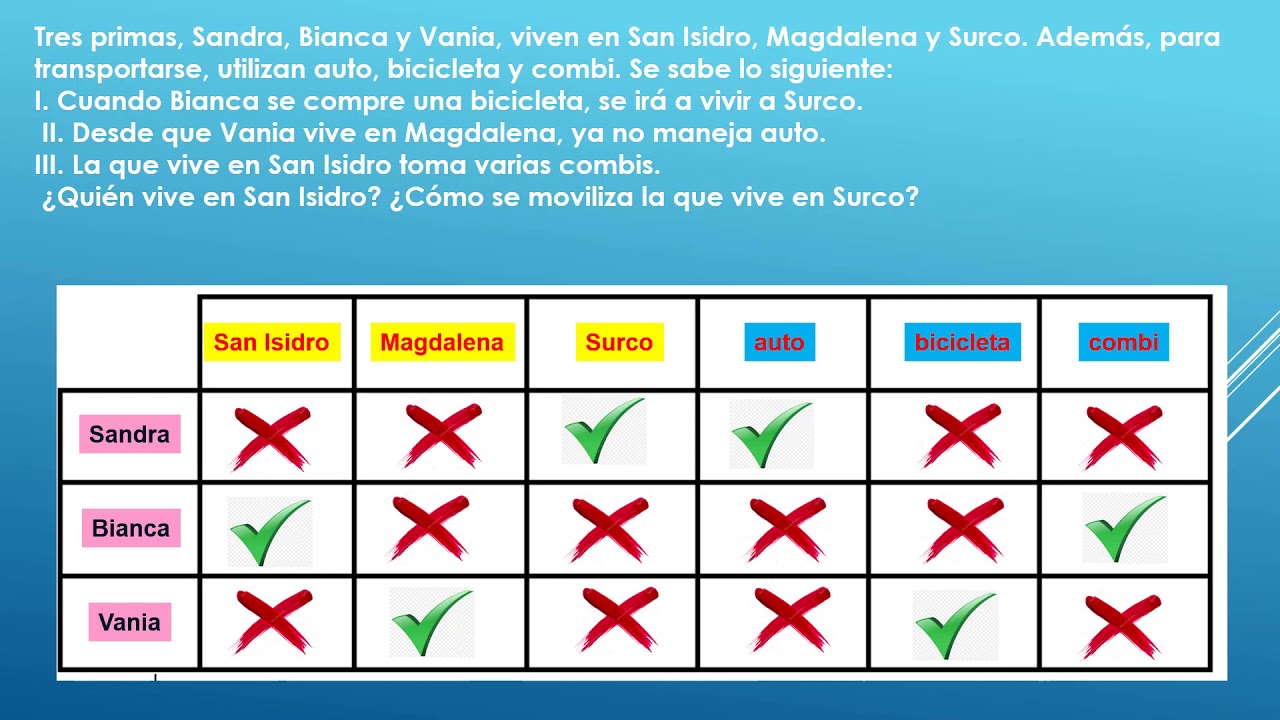 Tres primas, Sandra, Bianca y Vania, viven en San Isidro, Magdalena y Surco. Además, para
transportarse, utilizan auto, bicicleta y combi. Se sabe lo siguiente:
I. Cuando Bianca se compre una bicicleta, se irá a vivir a Surco.
II. Desde que Vania vive en Magdalena, ya no maneja auto.
III. La que vive en San Isidro toma varias combis.
¿Quién vive en San Isidro? ¿Cómo se moviliza la que vive en Surco?
San Isidro Magdalena Surco auto bicicleta combi
Sandra
Bianca
Vania